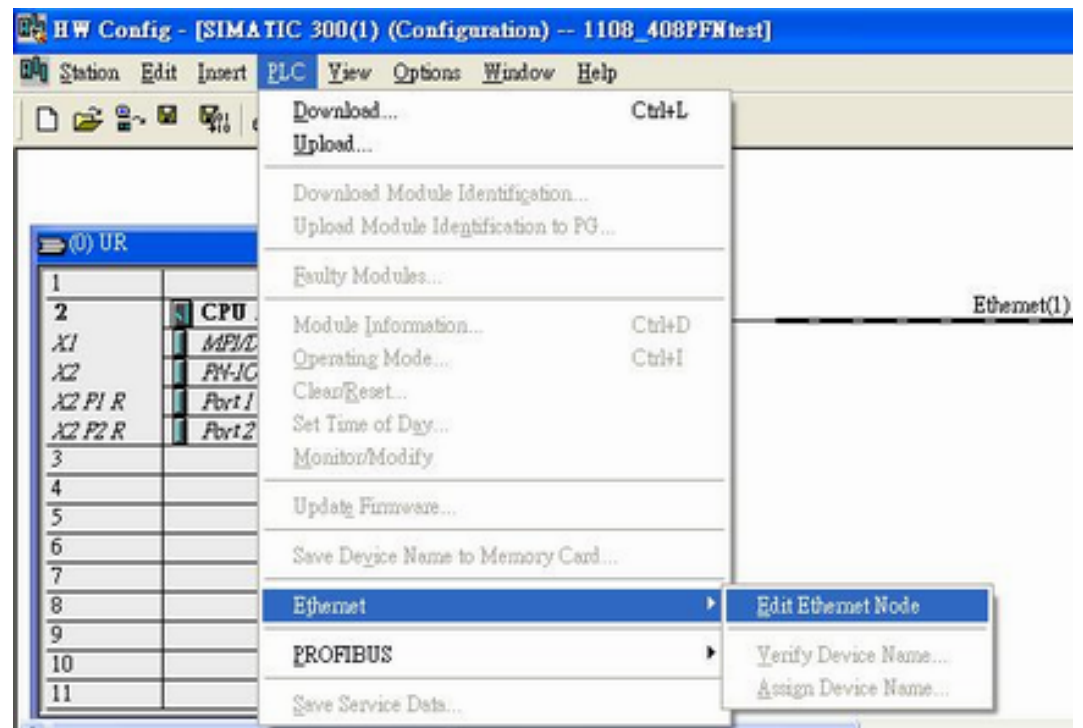 HW Config - [SIMATIC 300(1) (Configuration) -- 1108_408PFNtest]
Station Edit Insert PLC View Options Window Help
Download... Ctrl+L
Upload...
Download Module Identification...
Upload Module Identification to PG...
Faulty Modules...
Module Information... Ctrl+D
Operating Mode... Ctrl+I
Clear/Reset...
Set Time of Day...
Monitor/Modify
Update Firmware...
Save Device Name to Memory Card...
Ethernet
PROFIBUS
Save Service Data...
Edit Ethernet Node
Verify Device Name...
Assign Device Name...
(0) UR
1
2 CPU
X1 MPI/D
X2 PN-IO
X2 P1 R Port 1
X2 P2 R Port 2
3
4
5
6
7
8
9
10
11
Ethernet(1)